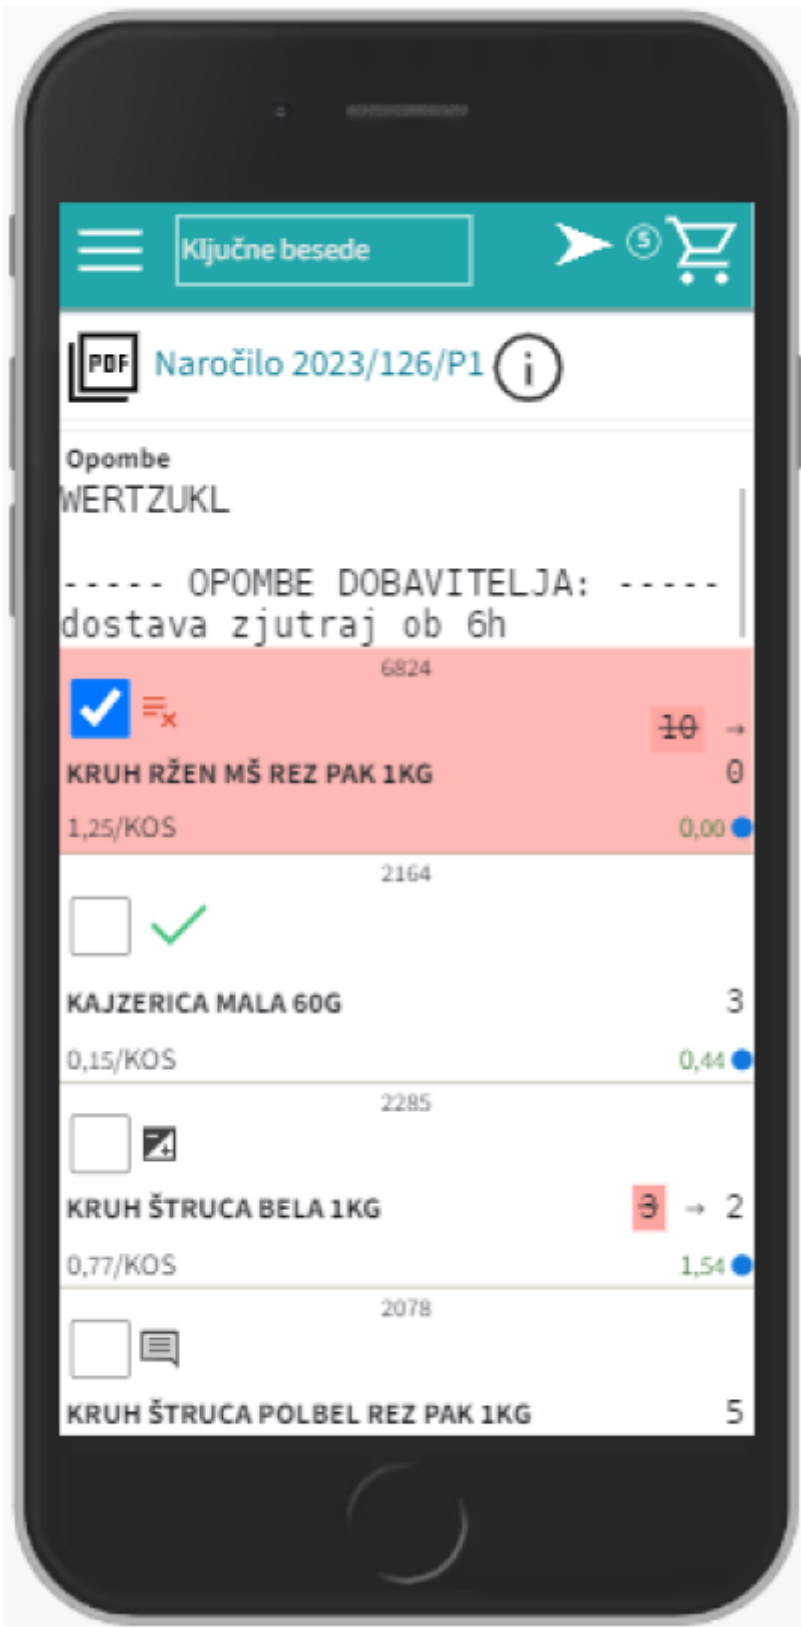 Ključne besede
5
PDF Naročilo 2023/126/P1 i
Opombe
WERTZUKL
----- OPOMBE DOBAVITELJA: -----
dostava zjutraj ob 6h
6824
10 →
KRUH RŽEN MŠ REZ PAK 1KG 0
1,25/KOS 0,00
2164
KAJZERICA MALA 60G 3
0,15/KOS 0,44
2285
KRUH ŠTRUCA BELA 1KG 3 → 2
0,77/KOS 1,54
2078
KRUH ŠTRUCA POLBEL REZ PAK 1KG 5